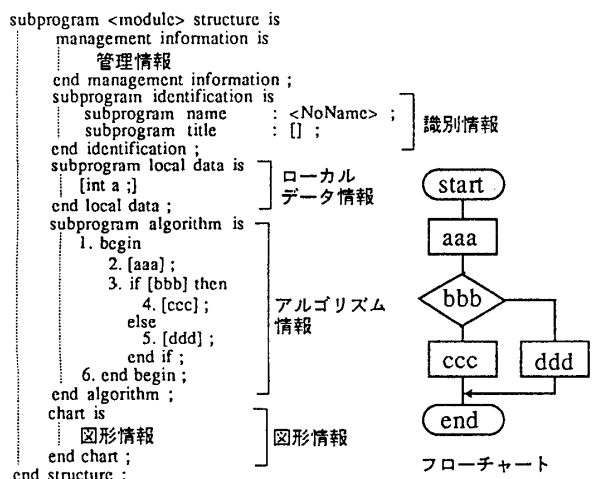 subprogram <module> structure is
management information is
管理情報
end management information ;
subprogram identification is
subprogram name : <NoName> ;
subprogram title : [] ;
end identification ;
識別情報
subprogram local data is
[int a ;]
end local data ;
ローカル
データ情報
subprogram algorithm is
1. begin
2. [aaa] ;
3. if [bbb] then
4. [ccc] ;
else
5. [ddd] ;
end if ;
6. end begin ;
end algorithm ;
アルゴリズム
情報
chart is
図形情報
end chart ;
図形情報
end structure ;
start
aaa
bbb
ccc ddd
end
フローチャート